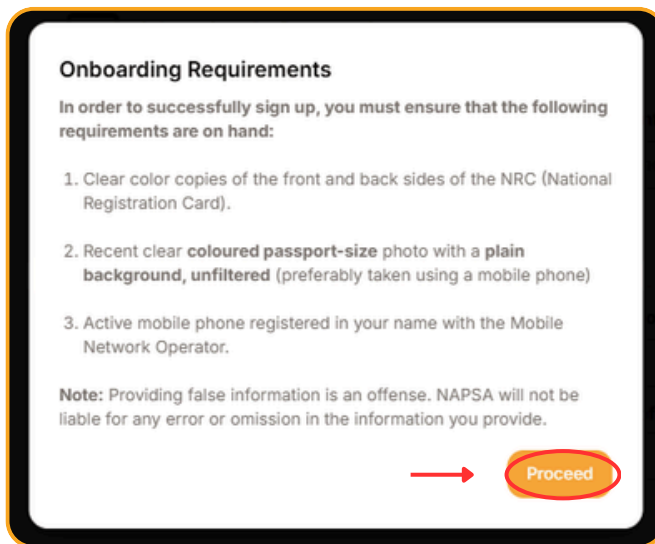 Onboarding Requirements
In order to successfully sign up, you must ensure that the following
requirements are on hand:
1. Clear color copies of the front and back sides of the NRC (National
Registration Card).
2. Recent clear coloured passport-size photo with a plain
background, unfiltered (preferably taken using a mobile phone)
3. Active mobile phone registered in your name with the Mobile
Network Operator.
Note: Providing false information is an offense. NAPSA will not be
liable for any error or omission in the information you provide.
Proceed